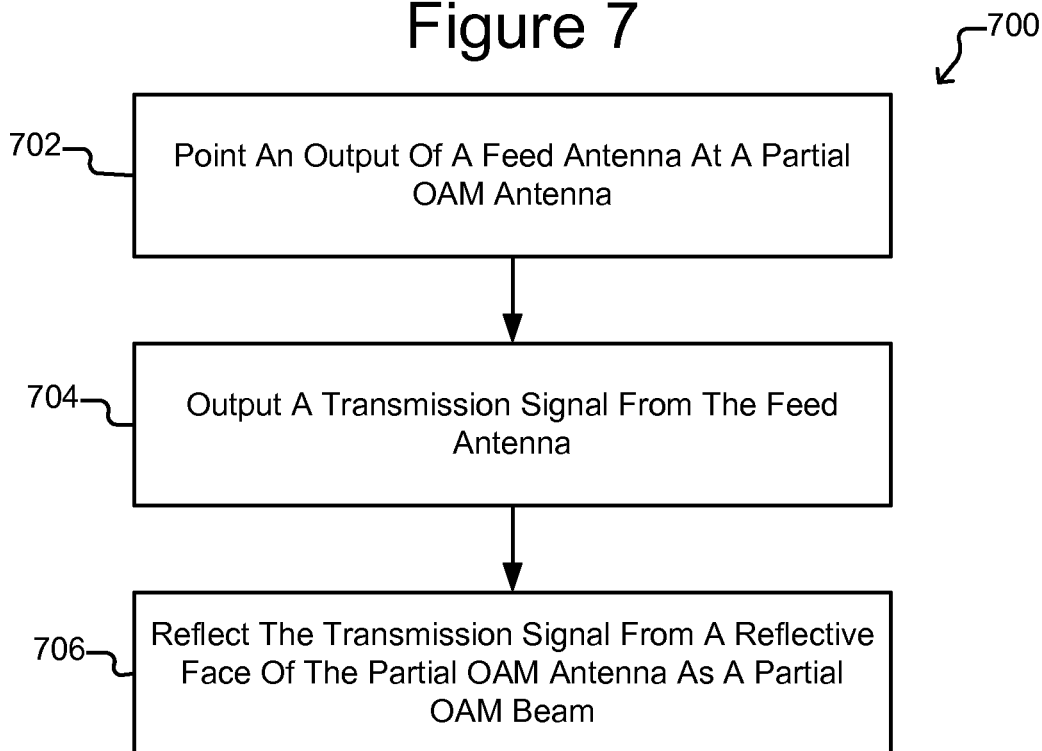 Figure 7
700
702
Point An Output Of A Feed Antenna At A Partial
OAM Antenna
704
Output A Transmission Signal From The Feed
Antenna
706
Reflect The Transmission Signal From A Reflective
Face Of The Partial OAM Antenna As A Partial
OAM Beam